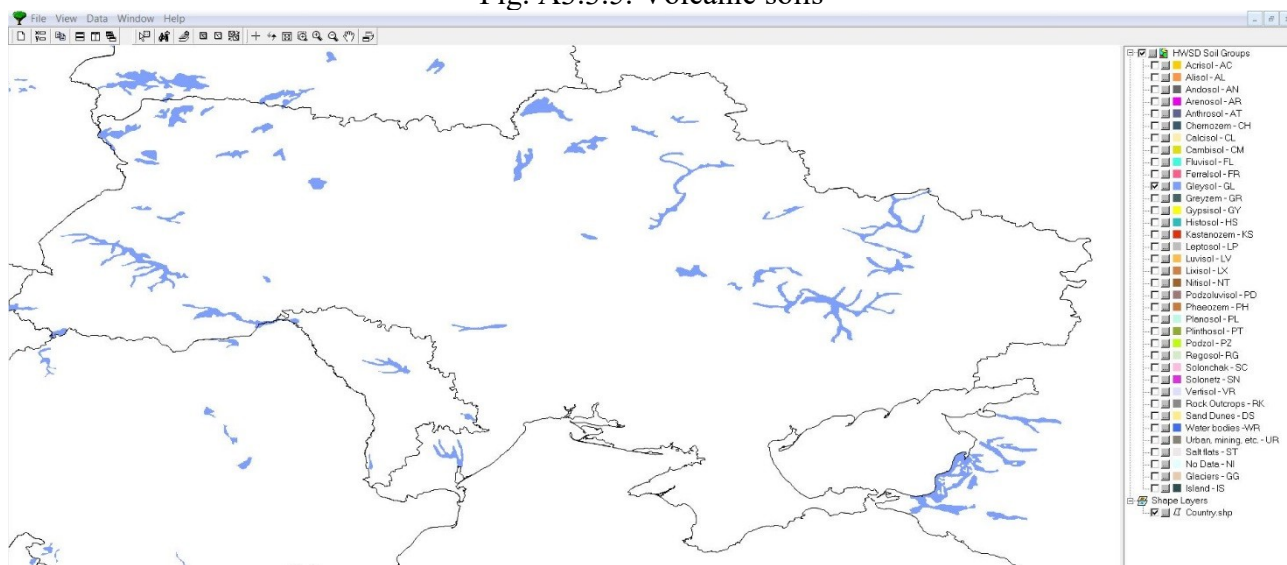 Fig. A3.3.3. Volcanic soils
File View Data Window Help
HWSD Soil Groups
Acrisol - AC
Alisol - AL
Andosol - AN
Arenosol - AR
Anthrosol - AT
Chernozem - CH
Calcisol - CL
Cambisol - CM
Fluvisol - FL
Ferralsol - FR
Gleysol - GL
Greyzem - GR
Gypsisol - GY
Histosol - HS
Kastanozem - KS
Leptosol - LP
Luvisol - LV
Lixisol - LX
Nitisol - NT
Podzoluvisol - PD
Pheeozem - PH
Planosol - PL
Plinthosol - PT
Podzol - PZ
Regosol - RG
Solonchak - SC
Solonetz - SN
Vertisol - VR
Rock Outcrops - RK
Sand Dunes - DS
Water bodies -WR
Urban, mining, etc. - UR
Salt flats - ST
No Data - NI
Glaciers - GG
Island - IS
Shape Layers
Country.shp